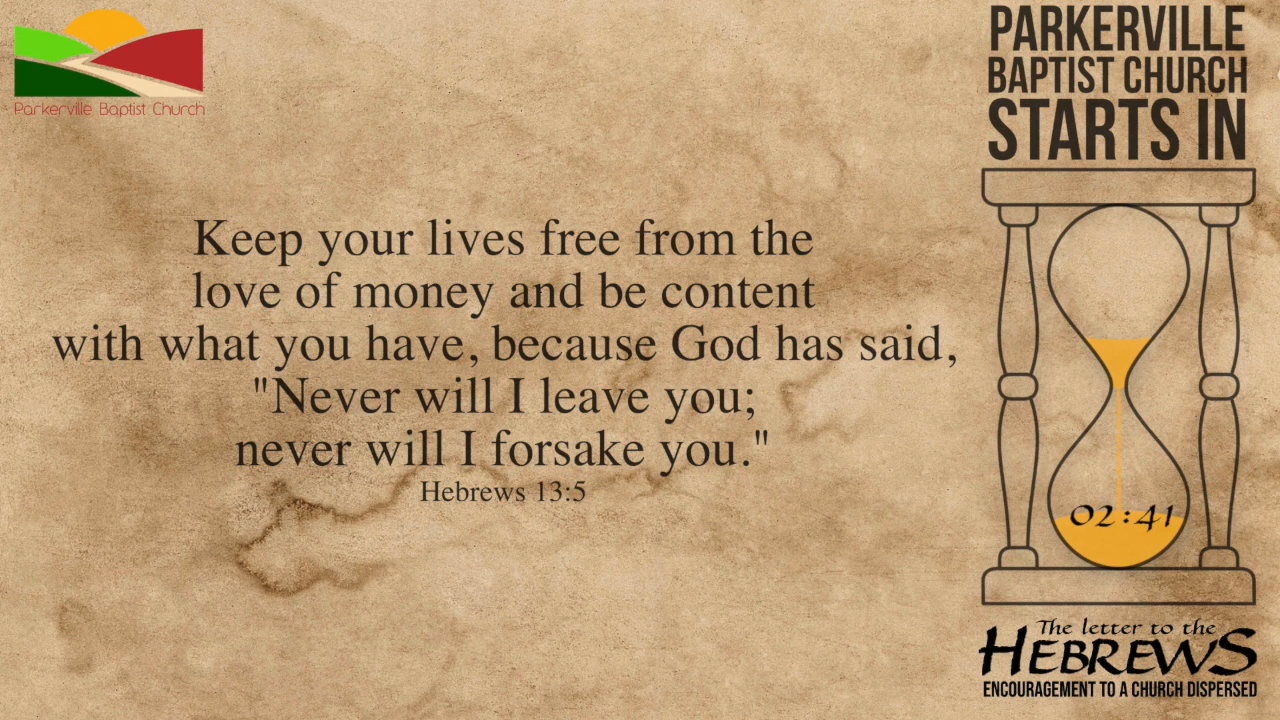 Parkerville Baptist Church
PARKERVILLE
BAPTIST CHURCH
STARTS IN
Keep your lives free from the
love of money and be content
with what you have, because God has said,
"Never will I leave you;
never will I forsake you."
Hebrews 13:5
02:41
The letter to the
HEBREWS
ENCOURAGEMENT TO A CHURCH DISPERSED